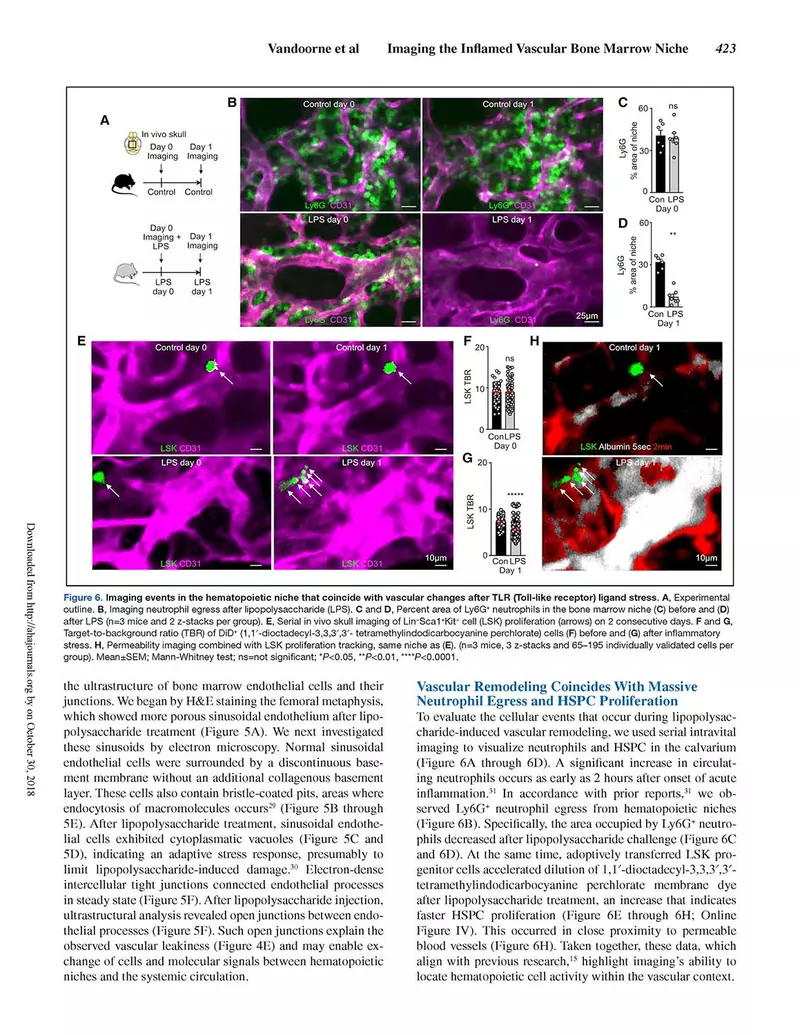 Vandoorne et al Imaging the Inflamed Vascular Bone Marrow Niche 423
A
In vivo skull
Day 0
Imaging
Day 1
Imaging
Control
Control
Day 0
Imaging +
LPS
Day 1
Imaging
LPS
day 0
LPS
day 1
B
Control day 0
Ly6G CD31
Control day 1
Ly6G CD31
LPS day 0
Ly6G CD31
LPS day 1
Ly6G CD31
25μm
C
Ly6G
% area of niche
60
30
0
ns
Con LPS
Day 0
D
Ly6G
% area of niche
60
30
0
**
Con LPS
Day 1
E
Control day 0
LSK CD31
Control day 1
LSK CD31
LPS day 0
LSK CD31
LPS day 1
LSK CD31
10μm
F
LSK TBR
20
10
0
ns
Con LPS
Day 0
G
LSK TBR
20
10
0
*****
Con LPS
Day 1
H
Control day 1
LSK Albumin 5sec 2min
LPS day 1
10μm
Figure 6. Imaging events in the hematopoietic niche that coincide with vascular changes after TLR (Toll-like receptor) ligand stress. A, Experimental
outline. B, Imaging neutrophil egress after lipopolysaccharide (LPS). C and D, Percent area of Ly6G⁺ neutrophils in the bone marrow niche (C) before and (D)
after LPS (n=3 mice and 2 z-stacks per group). E, Serial in vivo skull imaging of Lin⁻Sca1⁺Kit⁻ cell (LSK) proliferation (arrows) on 2 consecutive days. F and G,
Target-to-background ratio (TBR) of DiD⁺ (1,1′-dioctadecyl-3,3,3′,3′- tetramethylindodicarbocyanine perchlorate) cells (F) before and (G) after inflammatory
stress. H, Permeability imaging combined with LSK proliferation tracking, same niche as (E). (n=3 mice, 3 z-stacks and 65–195 individually validated cells per
group). Mean±SEM; Mann-Whitney test; ns=not significant; *P<0.05, **P<0.01, ****P<0.0001.
the ultrastructure of bone marrow endothelial cells and their
junctions. We began by H&E staining the femoral metaphysis,
which showed more porous sinusoidal endothelium after lipo-
polysaccharide treatment (Figure 5A). We next investigated
these sinusoids by electron microscopy. Normal sinusoidal
endothelial cells were surrounded by a discontinuous base-
ment membrane without an additional collagenous basement
layer. These cells also contain bristle-coated pits, areas where
endocytosis of macromolecules occurs²⁹ (Figure 5B through
5E). After lipopolysaccharide treatment, sinusoidal endothe-
lial cells exhibited cytoplasmatic vacuoles (Figure 5C and
5D), indicating an adaptive stress response, presumably to
limit lipopolysaccharide-induced damage.³⁰ Electron-dense
intercellular tight junctions connected endothelial processes
in steady state (Figure 5F). After lipopolysaccharide injection,
ultrastructural analysis revealed open junctions between endo-
thelial processes (Figure 5F). Such open junctions explain the
observed vascular leakiness (Figure 4E) and may enable ex-
change of cells and molecular signals between hematopoietic
niches and the systemic circulation.
Vascular Remodeling Coincides With Massive
Neutrophil Egress and HSPC Proliferation
To evaluate the cellular events that occur during lipopolysac-
charide-induced vascular remodeling, we used serial intravital
imaging to visualize neutrophils and HSPC in the calvarium
(Figure 6A through 6D). A significant increase in circulat-
ing neutrophils occurs as early as 2 hours after onset of acute
inflammation.³¹ In accordance with prior reports,³¹ we ob-
served Ly6G⁺ neutrophil egress from hematopoietic niches
(Figure 6B). Specifically, the area occupied by Ly6G⁺ neutro-
phils decreased after lipopolysaccharide challenge (Figure 6C
and 6D). At the same time, adoptively transferred LSK pro-
genitor cells accelerated dilution of 1,1′-dioctadecyl-3,3,3′,3′-
tetramethylindodicarbocyanine perchlorate membrane dye
after lipopolysaccharide treatment, an increase that indicates
faster HSPC proliferation (Figure 6E through 6H; Online
Figure IV). This occurred in close proximity to permeable
blood vessels (Figure 6H). Taken together, these data, which
align with previous research,¹⁵ highlight imaging's ability to
locate hematopoietic cell activity within the vascular context.
Downloaded from http://ahajournals.org by on October 30, 2018